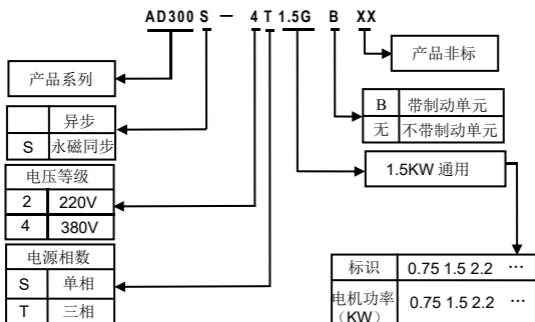 AD300 S — 4 T 1.5G B XX
产品系列
产品非标
异步
S 永磁同步
B 带制动单元
无 不带制动单元
电压等级
2 220V
4 380V
1.5KW 通用
电源相数
S 单相
T 三相
标识 0.75 1.5 2.2 …
电机功率
（KW） 0.75 1.5 2.2 …